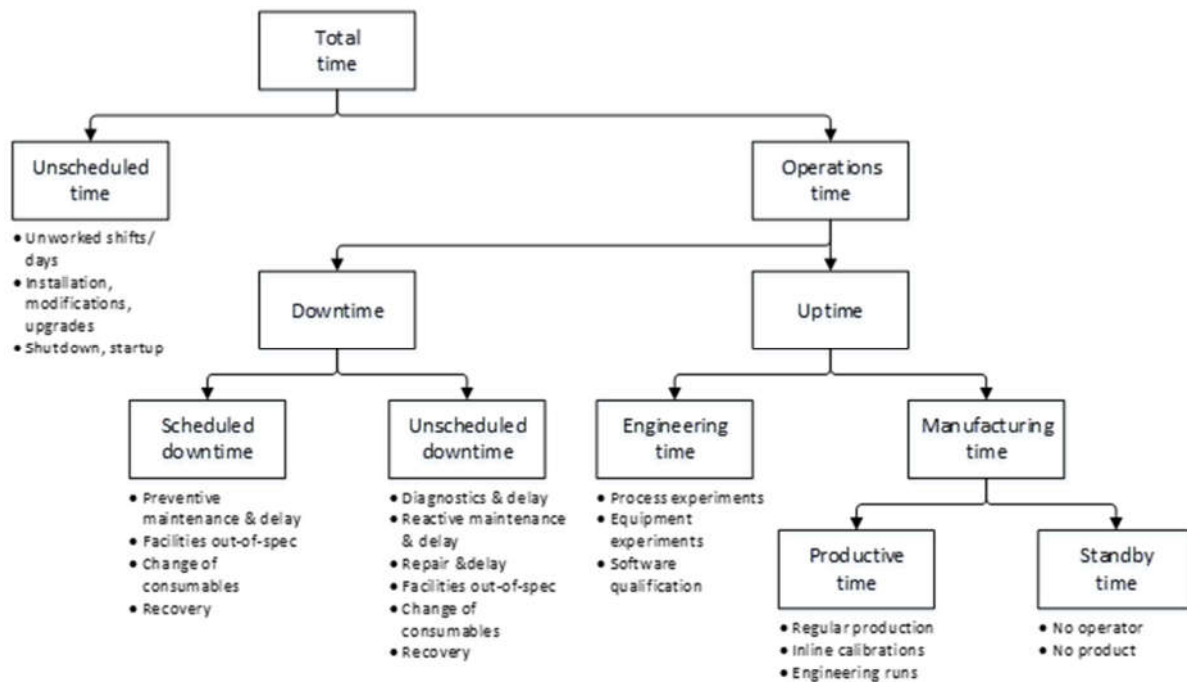 Total
time
Unscheduled
time
• Unworked shifts/
days
• Installation,
modifications,
upgrades
• Shutdown, startup
Operations
time
Downtime
Uptime
Scheduled
downtime
• Preventive
maintenance & delay
• Facilities out-of-spec
• Change of
consumables
• Recovery
Unscheduled
downtime
• Diagnostics & delay
• Reactive maintenance
& delay
• Repair &delay
• Facilities out-of-spec
• Change of
consumables
• Recovery
Engineering
time
• Process experiments
• Equipment
experiments
• Software
qualification
Manufacturing
time
Productive
time
• Regular production
• Inline calibrations
• Engineering runs
Standby
time
• No operator
• No product